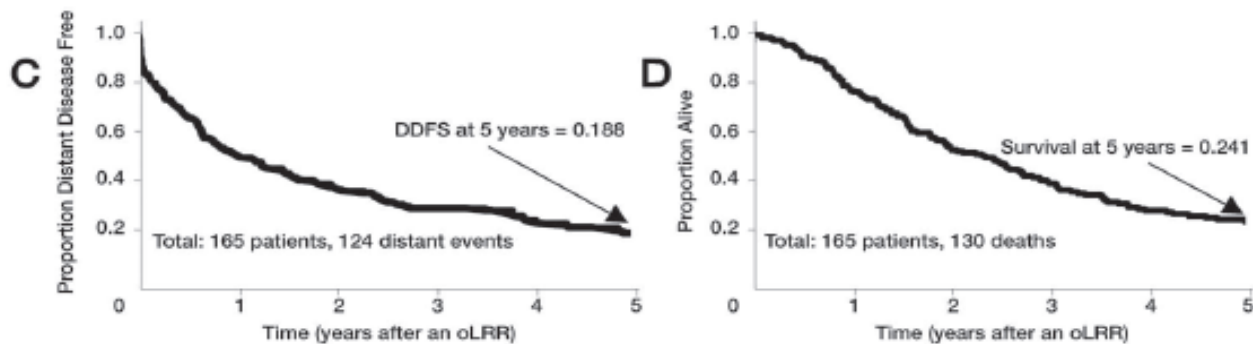 C
Proportion Distant Disease Free
1.0
0.8
0.6
0.4
0.2
0
DDFS at 5 years = 0.188
Total: 165 patients, 124 distant events
1 2 3 4 5
Time (years after an oLRR)
D
Proportion Alive
1.0
0.8
0.6
0.4
0.2
0
Survival at 5 years = 0.241
Total: 165 patients, 130 deaths
1 2 3 4 5
Time (years after an oLRR)